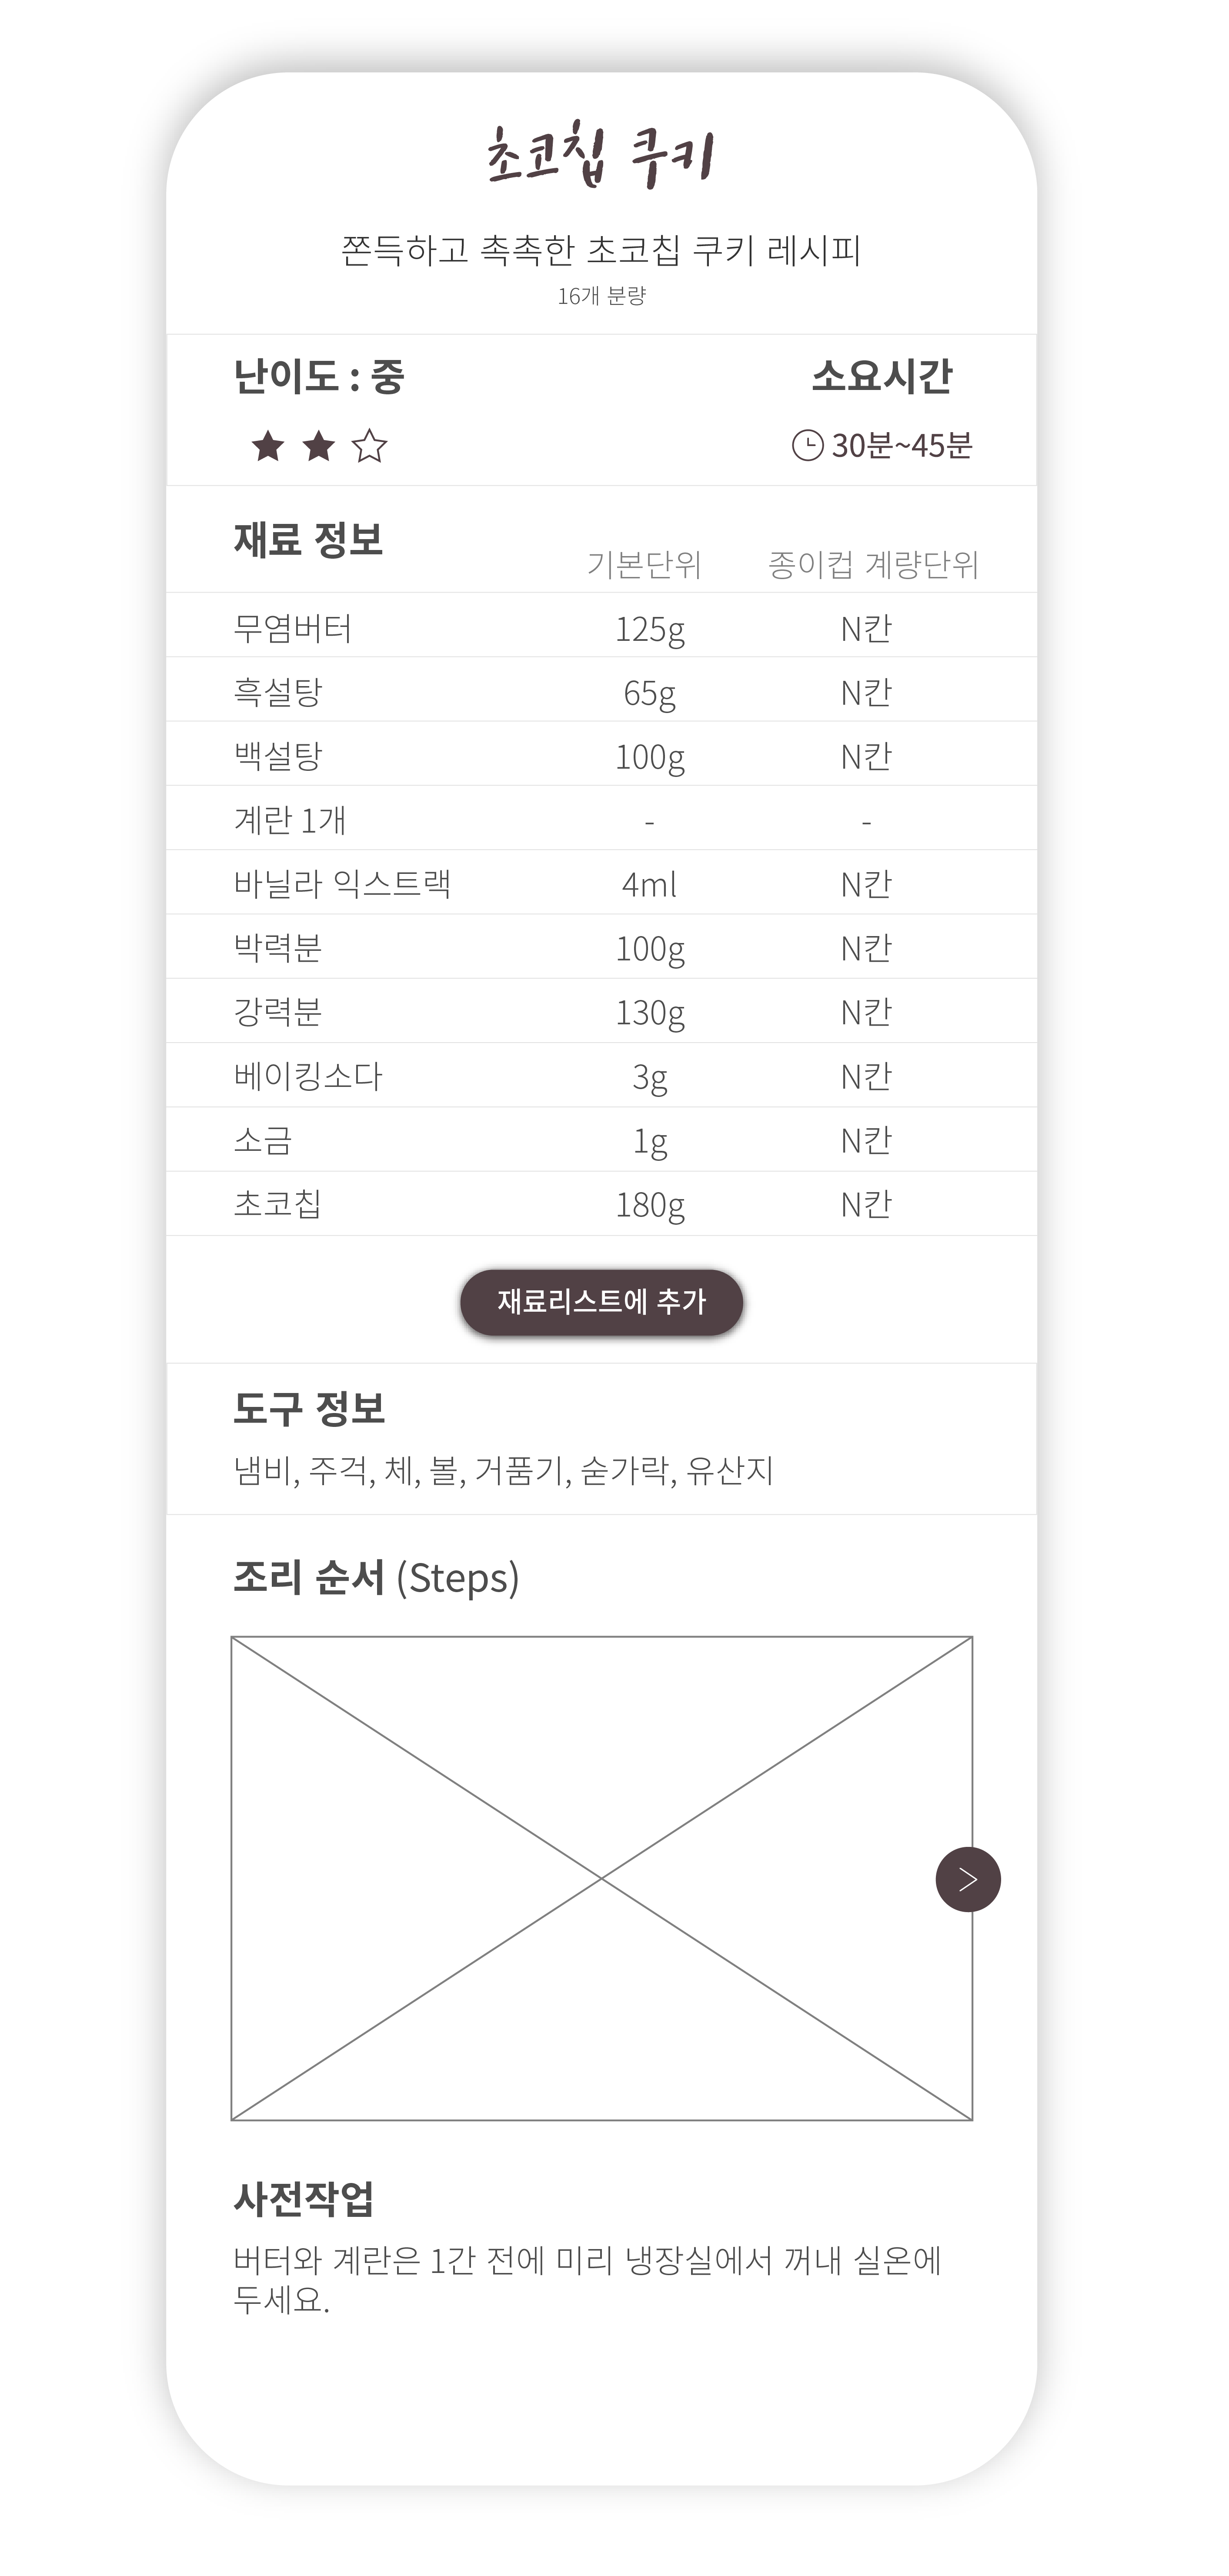 초코칩 쿠키
쫀득하고 촉촉한 초코칩 쿠키 레시피
16개 분량
난이도 : 중 소요시간
30분~45분
재료 정보 기본단위 종이컵 계량단위
무염버터 125g N칸
흑설탕 65g N칸
백설탕 100g N칸
계란 1개 - -
바닐라 익스트랙 4ml N칸
박력분 100g N칸
강력분 130g N칸
베이킹소다 3g N칸
소금 1g N칸
초코칩 180g N칸
재료리스트에 추가
도구 정보
냄비, 주걱, 체, 볼, 거품기, 숟가락, 유산지
조리 순서 (Steps)
사전작업
버터와 계란은 1간 전에 미리 냉장실에서 꺼내 실온에
두세요.